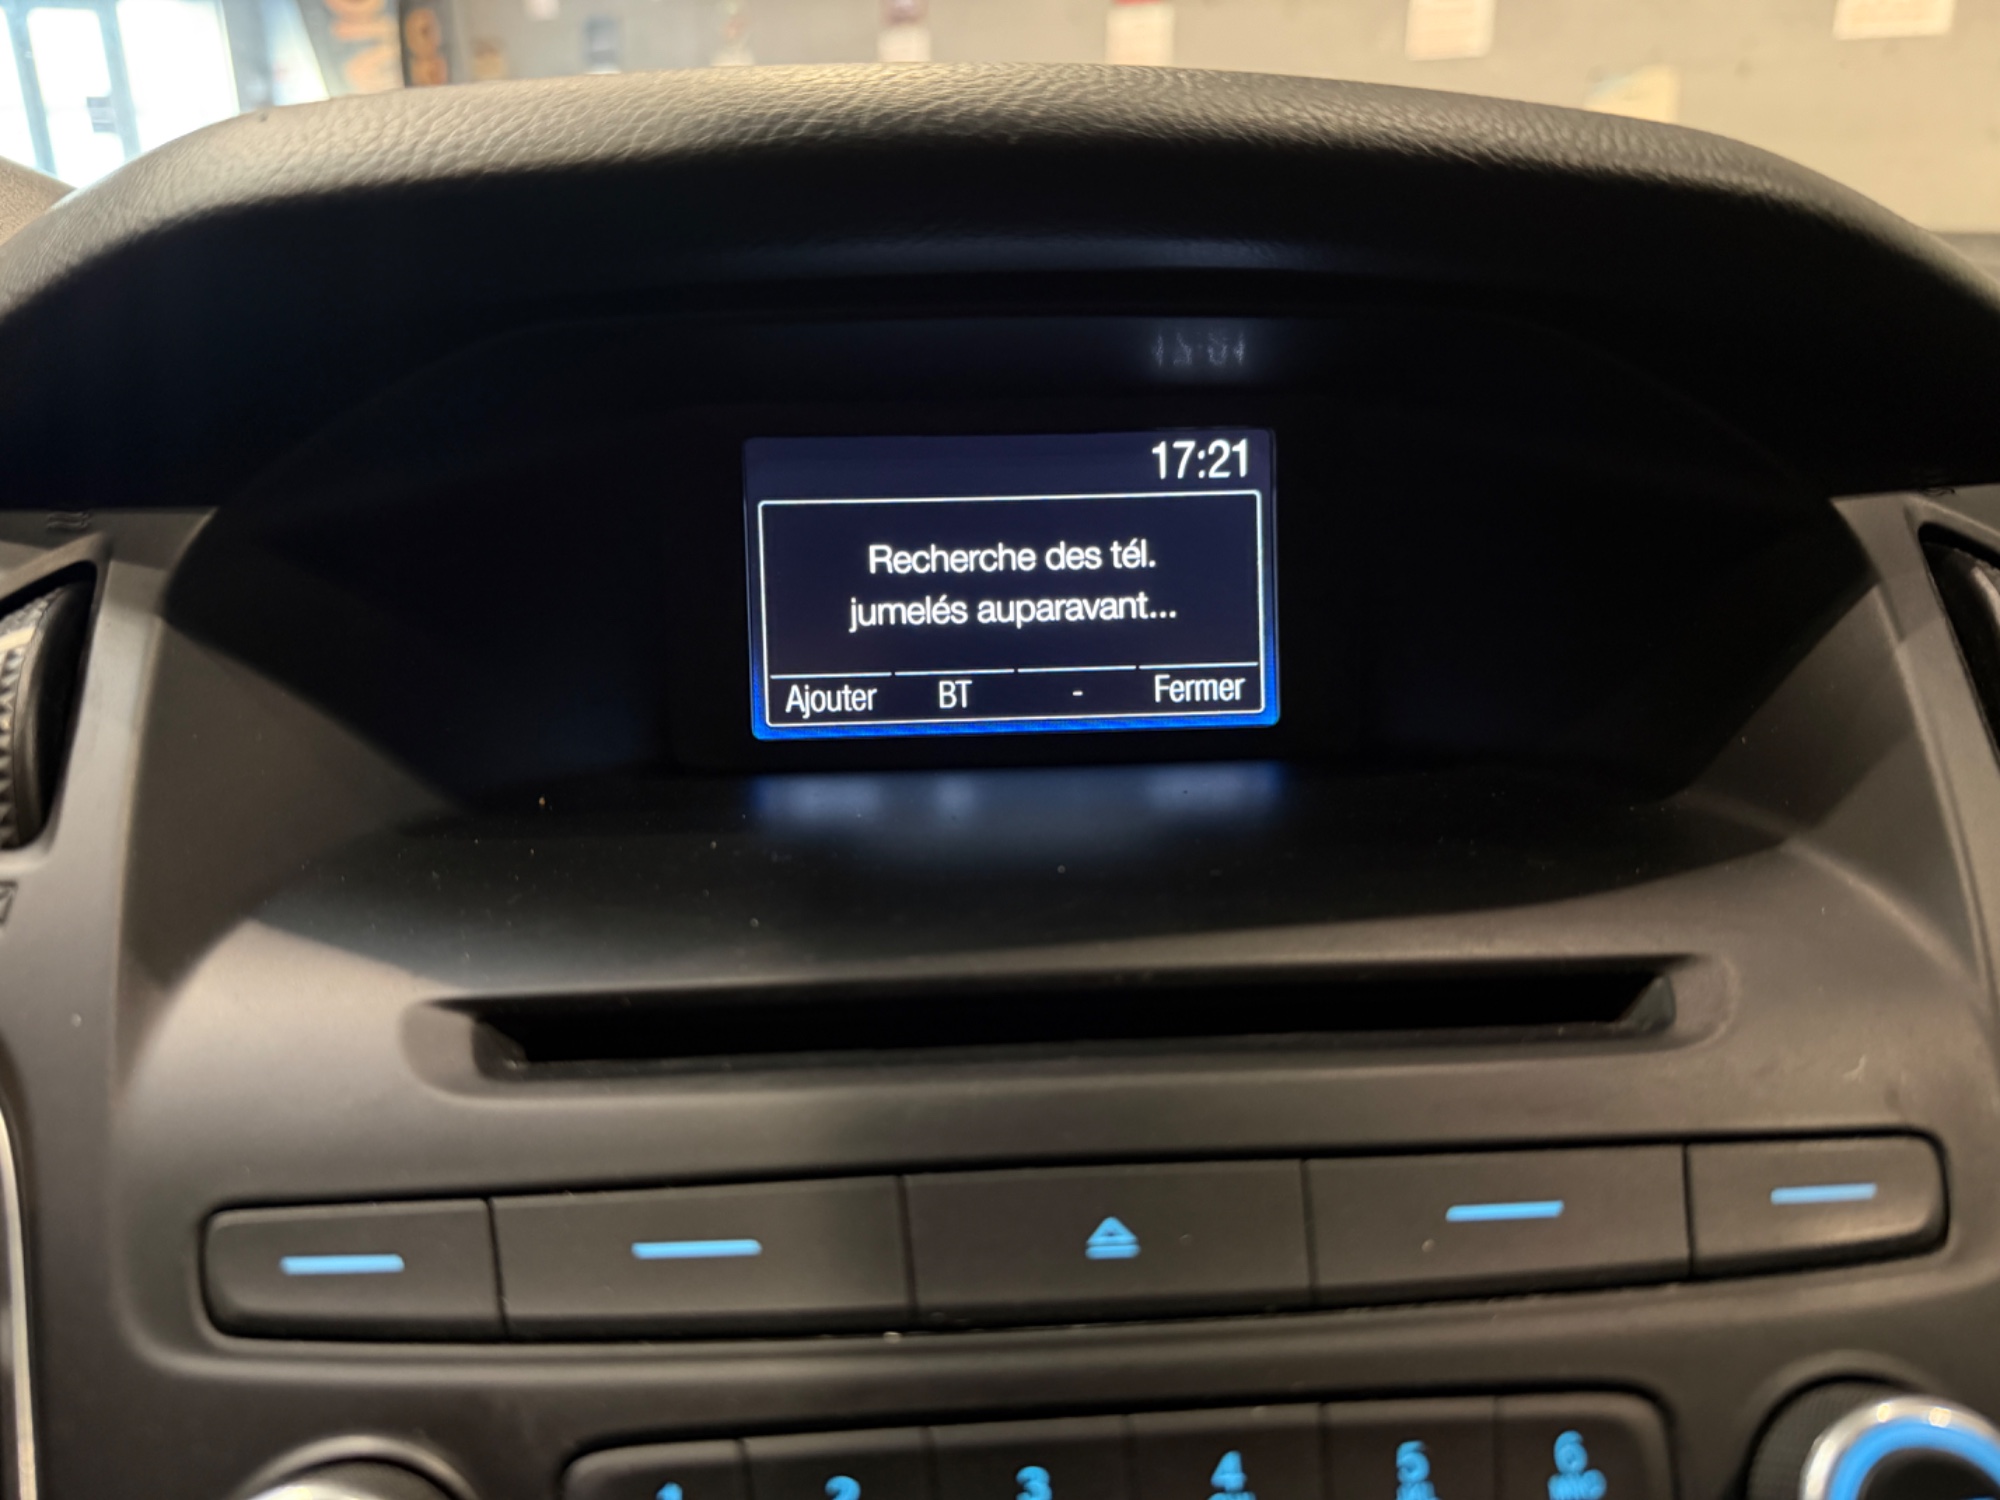 17:21
Recherche des tél.
jumelés auparavant...
Ajouter BT - Fermer
1 2 3 4 5 6